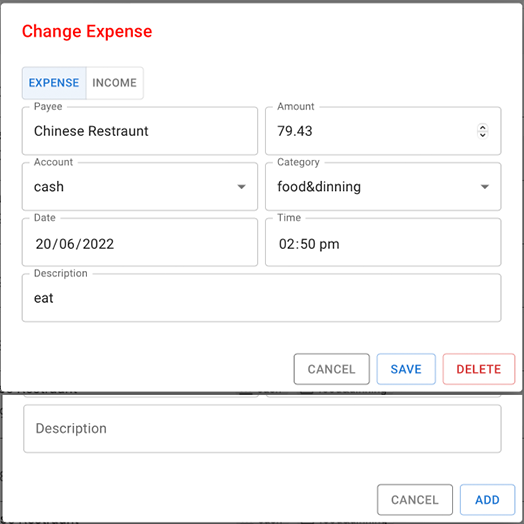 Change Expense
EXPENSE INCOME
Payee Amount
Chinese Restraunt 79.43
Account Category
cash food&dinning
Date Time
20/06/2022 02:50 pm
Description
eat
CANCEL SAVE DELETE
Description
CANCEL ADD